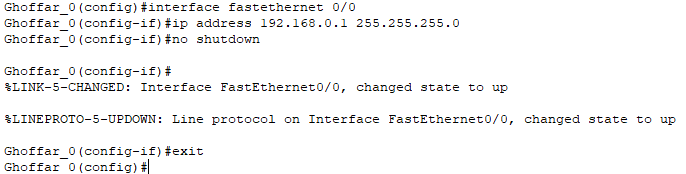 Ghoffar_0(config)#interface fastethernet 0/0
Ghoffar_0(config-if)#ip address 192.168.0.1 255.255.255.0
Ghoffar_0(config-if)#no shutdown
Ghoffar_0(config-if)#
%LINK-5-CHANGED: Interface FastEthernet0/0, changed state to up
%LINEPROTO-5-UPDOWN: Line protocol on Interface FastEthernet0/0, changed state to up
Ghoffar_0(config-if)#exit
Ghoffar_0(config)#